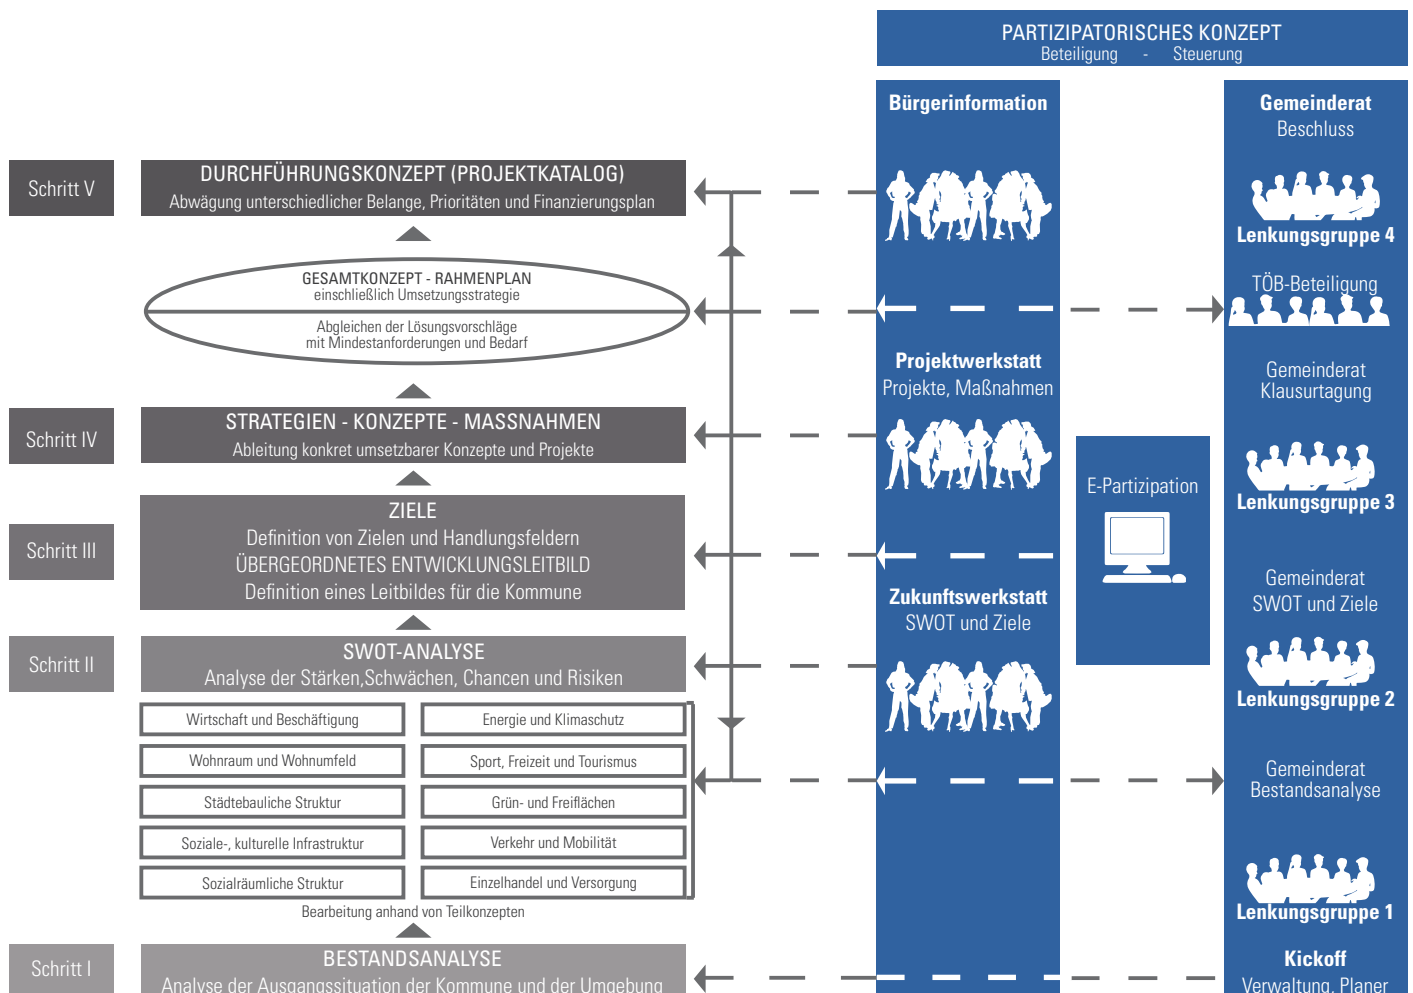 PARTIZIPATORISCHES KONZEPT
Beteiligung - Steuerung
Schritt V
DURCHFÜHRUNGSKONZEPT (PROJEKTKATALOG)
Abwägung unterschiedlicher Belange, Prioritäten und Finanzierungsplan
GESAMTKONZEPT - RAHMENPLAN
einschließlich Umsetzungsstrategie
Abgleichen der Lösungsvorschläge
mit Mindestanforderungen und Bedarf
Schritt IV
STRATEGIEN - KONZEPTE - MASSNAHMEN
Ableitung konkret umsetzbarer Konzepte und Projekte
Schritt III
ZIELE
Definition von Zielen und Handlungsfeldern
ÜBERGEORDNETES ENTWICKLUNGSLEITBILD
Definition eines Leitbildes für die Kommune
Schritt II
SWOT-ANALYSE
Analyse der Stärken,Schwächen, Chancen und Risiken
Wirtschaft und Beschäftigung
Energie und Klimaschutz
Wohnraum und Wohnumfeld
Sport, Freizeit und Tourismus
Städtebauliche Struktur
Grün- und Freiflächen
Soziale-, kulturelle Infrastruktur
Verkehr und Mobilität
Sozialräumliche Struktur
Einzelhandel und Versorgung
Bearbeitung anhand von Teilkonzepten
Schritt I
BESTANDSANALYSE
Analyse der Ausgangssituation der Kommune und der Umgebung
Bürgerinformation
Projektwerkstatt
Projekte, Maßnahmen
Zukunftswerkstatt
SWOT und Ziele
E-Partizipation
Gemeinderat
Beschluss
Lenkungsgruppe 4
TÖB-Beteiligung
Gemeinderat
Klausurtagung
Lenkungsgruppe 3
Gemeinderat
SWOT und Ziele
Lenkungsgruppe 2
Gemeinderat
Bestandsanalyse
Lenkungsgruppe 1
Kickoff
Verwaltung, Planer